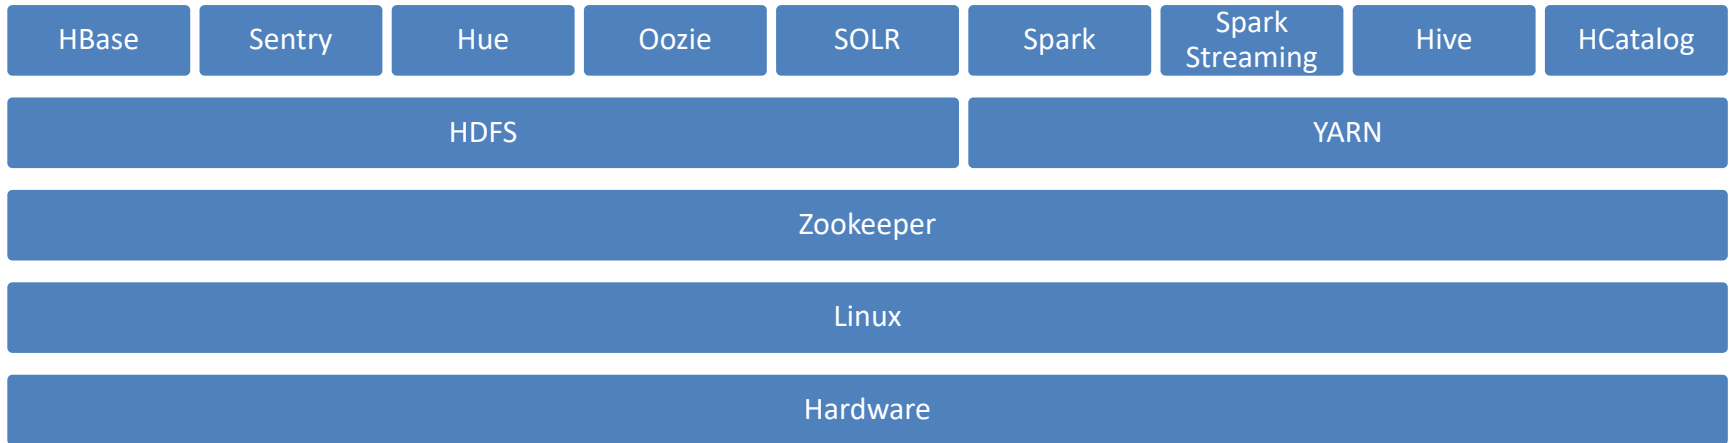 HBase
Sentry
Hue
Oozie
SOLR
Spark
Spark
Streaming
Hive
HCatalog
HDFS
YARN
Zookeeper
Linux
Hardware